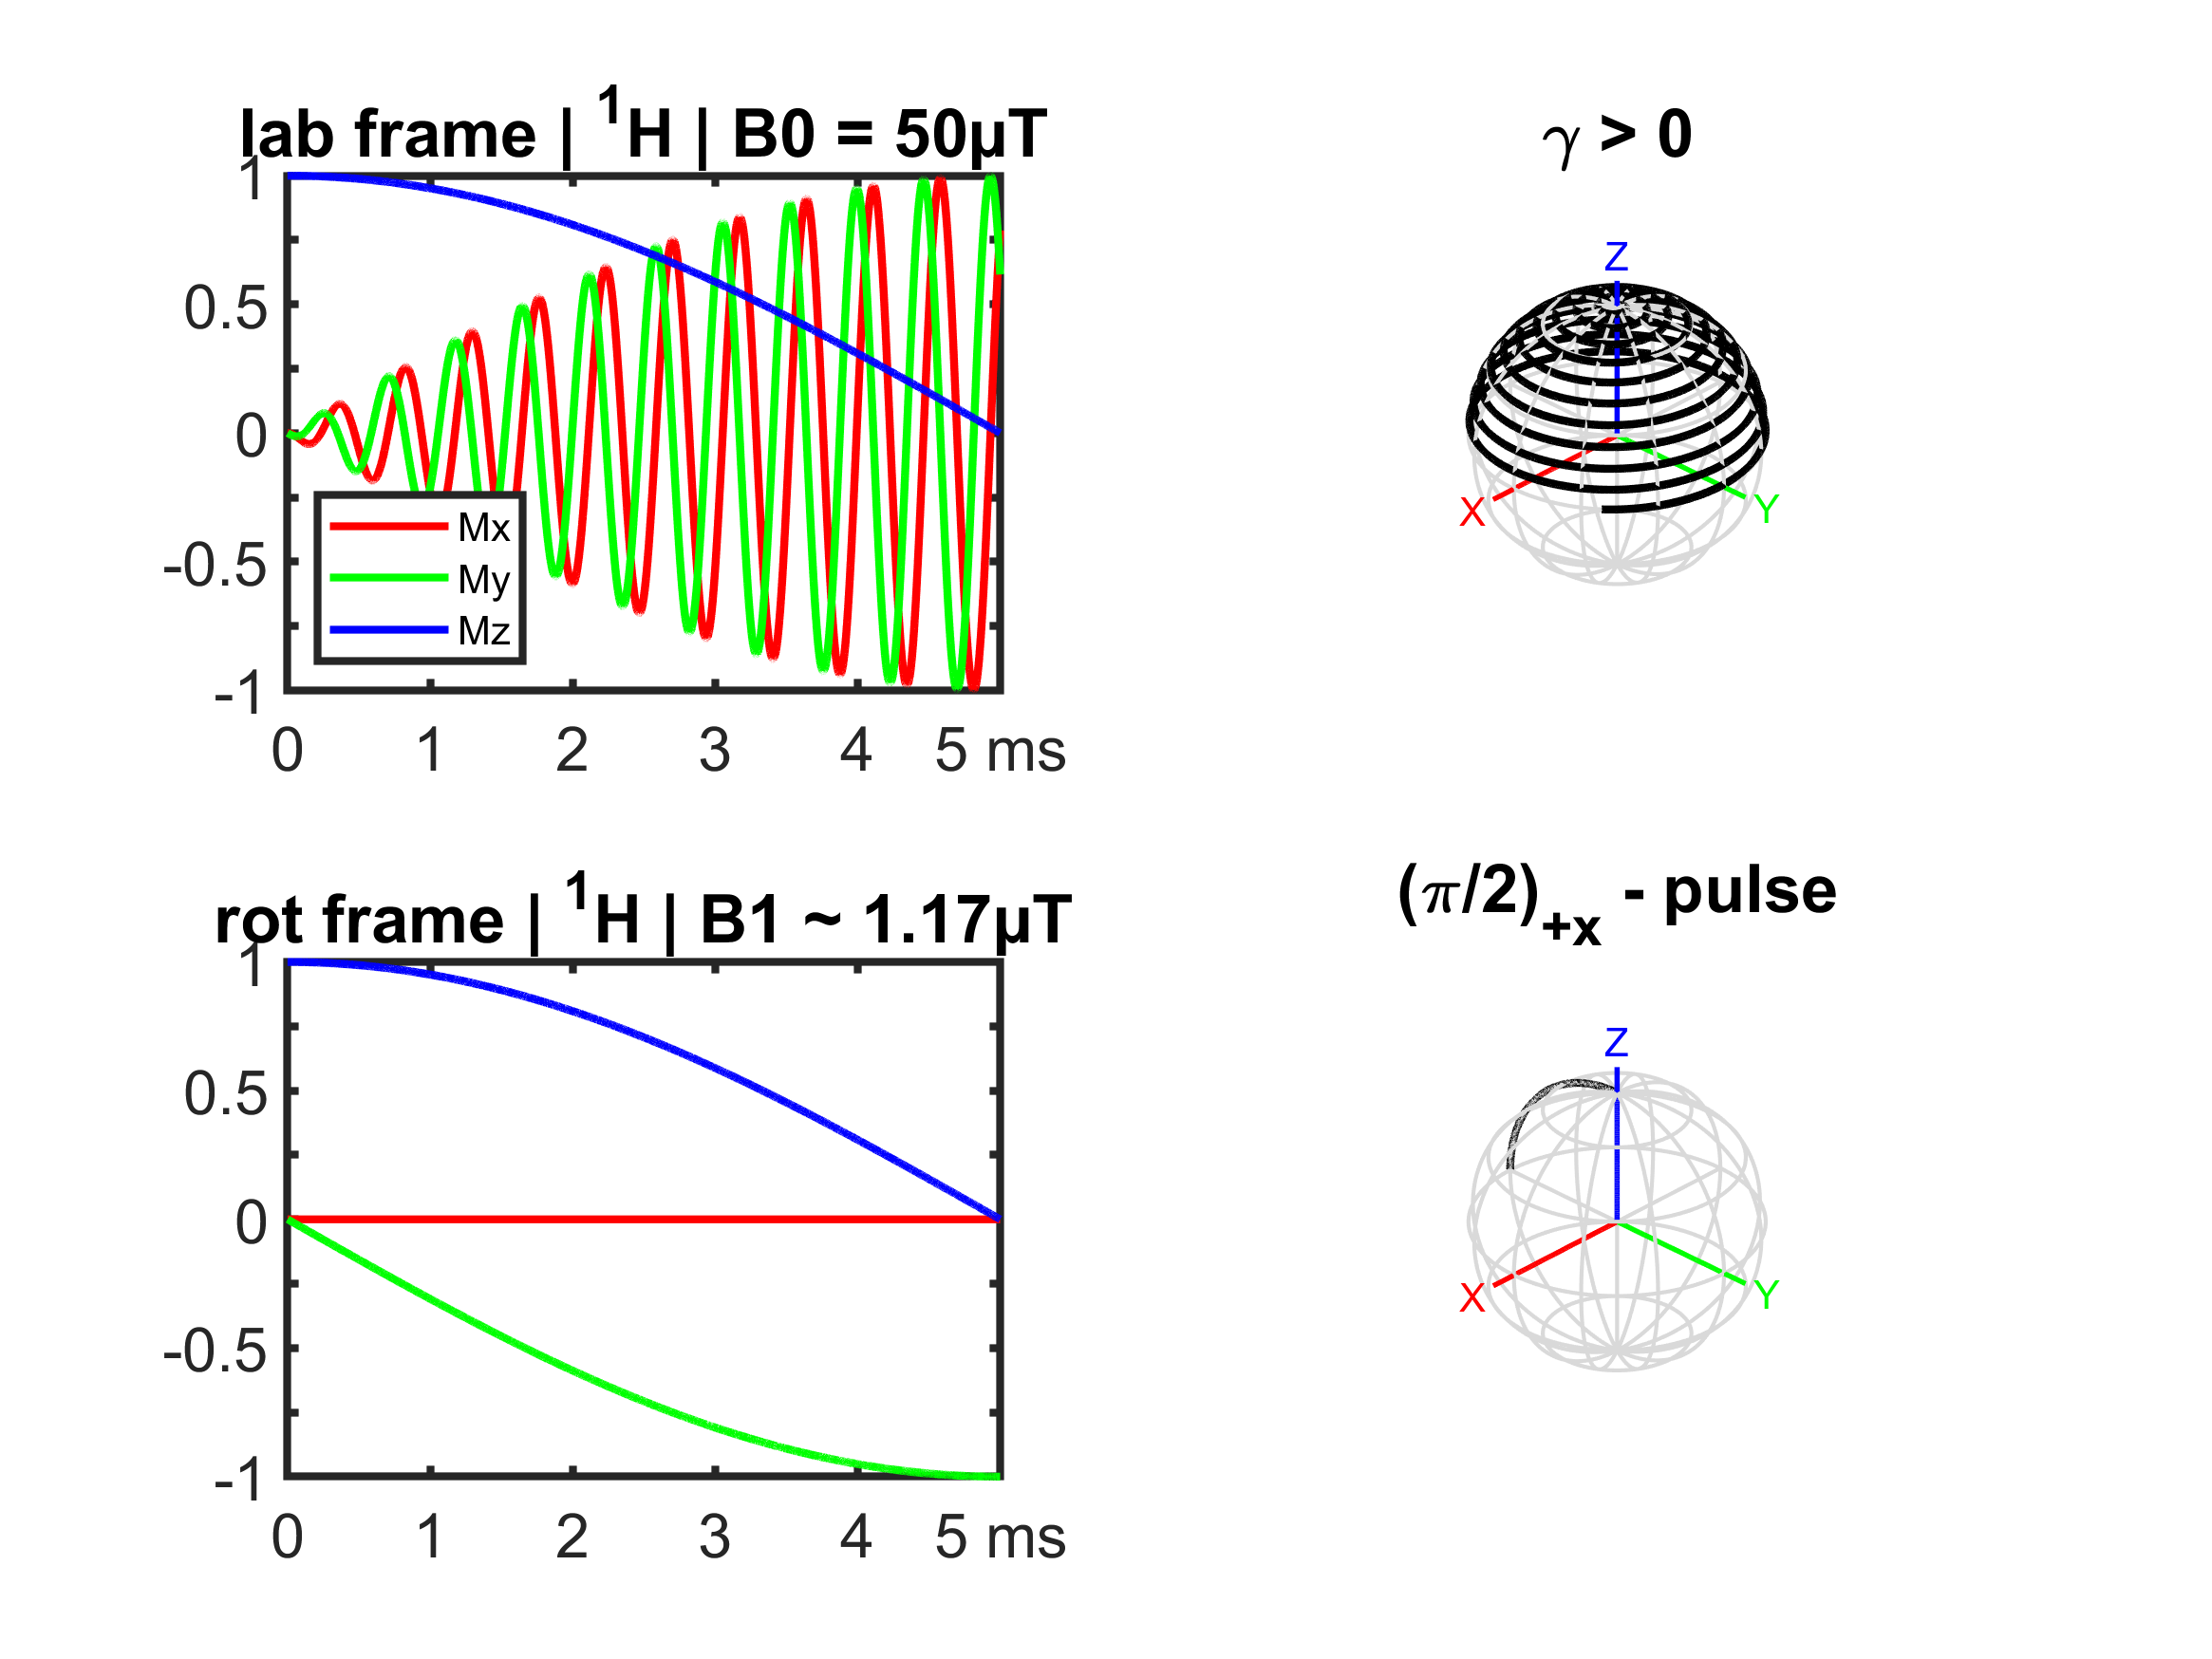 lab frame | ¹H | B0 = 50µT
γ > 0
1
0.5
0
-0.5
-1
Mx
My
Mz
0 1 2 3 4 5 ms
Z
X
Y
rot frame | ¹H | B1 ~ 1.17µT
(π/2)₊ₓ - pulse
1
0.5
0
-0.5
-1
0 1 2 3 4 5 ms
Z
X
Y